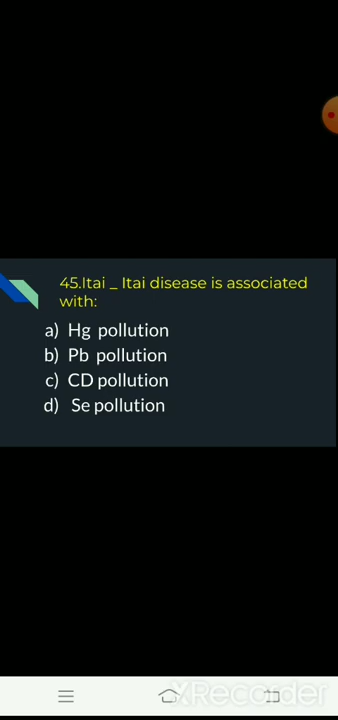 45.Itai _ Itai disease is associated
with:
a) Hg pollution
b) Pb pollution
c) CD pollution
d) Se pollution
XRecorder